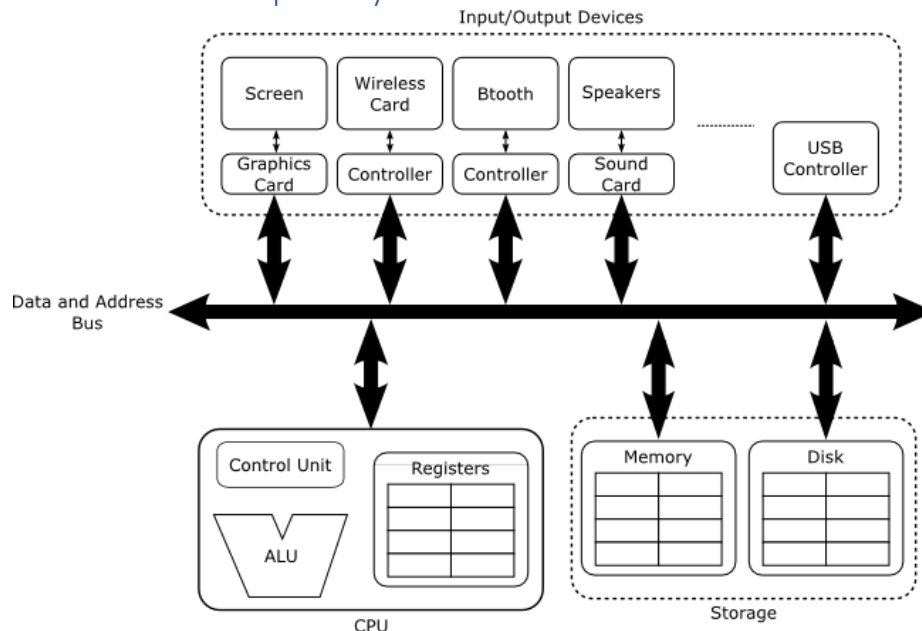 Input/Output Devices
Screen
Wireless
Card
Btooth
Speakers
Graphics
Card
Controller
Controller
Sound
Card
USB
Controller
Data and Address
Bus
Control Unit
ALU
Registers
CPU
Memory
Disk
Storage